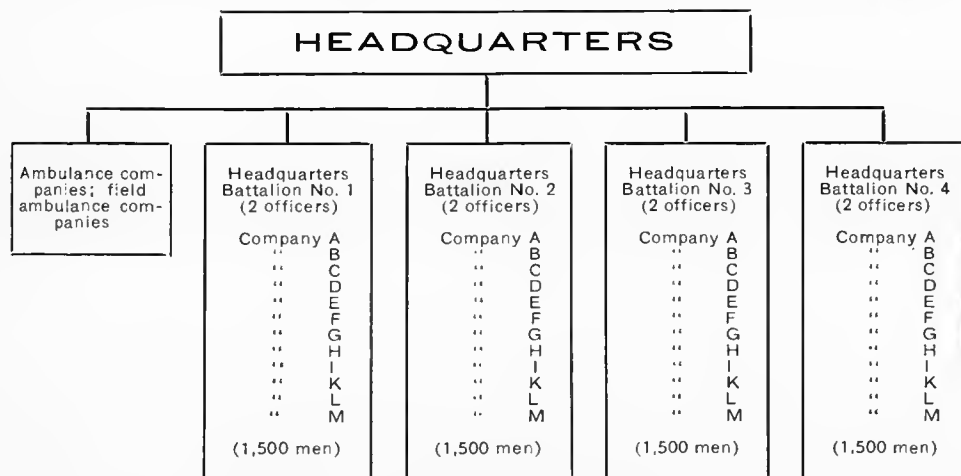 HEADQUARTERS
Ambulance com-
panies; field
ambulance com-
panies
Headquarters
Battalion No. 1
(2 officers)
Company A
“ B
“ C
“ D
“ E
“ F
“ G
“ H
“ I
“ K
“ L
“ M
(1,500 men)
Headquarters
Battalion No. 2
(2 officers)
Company A
“ B
“ C
“ D
“ E
“ F
“ G
“ H
“ I
“ K
“ L
“ M
(1,500 men)
Headquarters
Battalion No. 3
(2 officers)
Company A
“ B
“ C
“ D
“ E
“ F
“ G
“ H
“ I
“ K
“ L
“ M
(1,500 men)
Headquarters
Battalion No. 4
(2 officers)
Company A
“ B
“ C
“ D
“ E
“ F
“ G
“ H
“ I
“ K
“ L
“ M
(1,500 men)